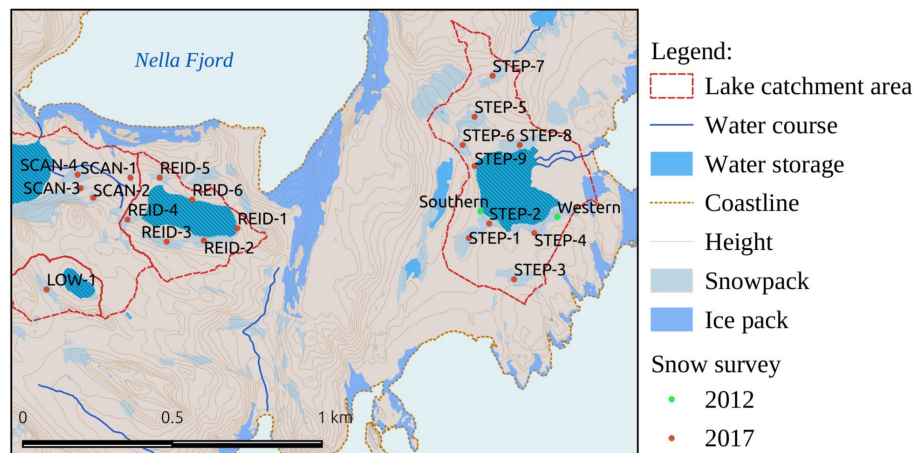 Nella Fjord
STEP-7
STEP-5
STEP-6
STEP-8
STEP-9
SCAN-4
SCAN-1
REID-5
SCAN-3
SCAN-2
REID-6
REID-4
REID-1
REID-3
REID-2
Southern
STEP-2
Western
STEP-1
STEP-4
STEP-3
LOW-1
0
0.5
1 km
Legend:
Lake catchment area
Water course
Water storage
Coastline
Height
Snowpack
Ice pack
Snow survey
2012
2017